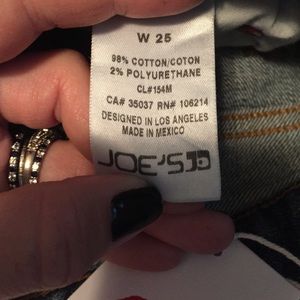 W 25
98% COTTON/COTON
2% POLYURETHANE
CL#154M
CA# 35037 RN# 106214
DESIGNED IN LOS ANGELES
MADE IN MEXICO
JOE'S